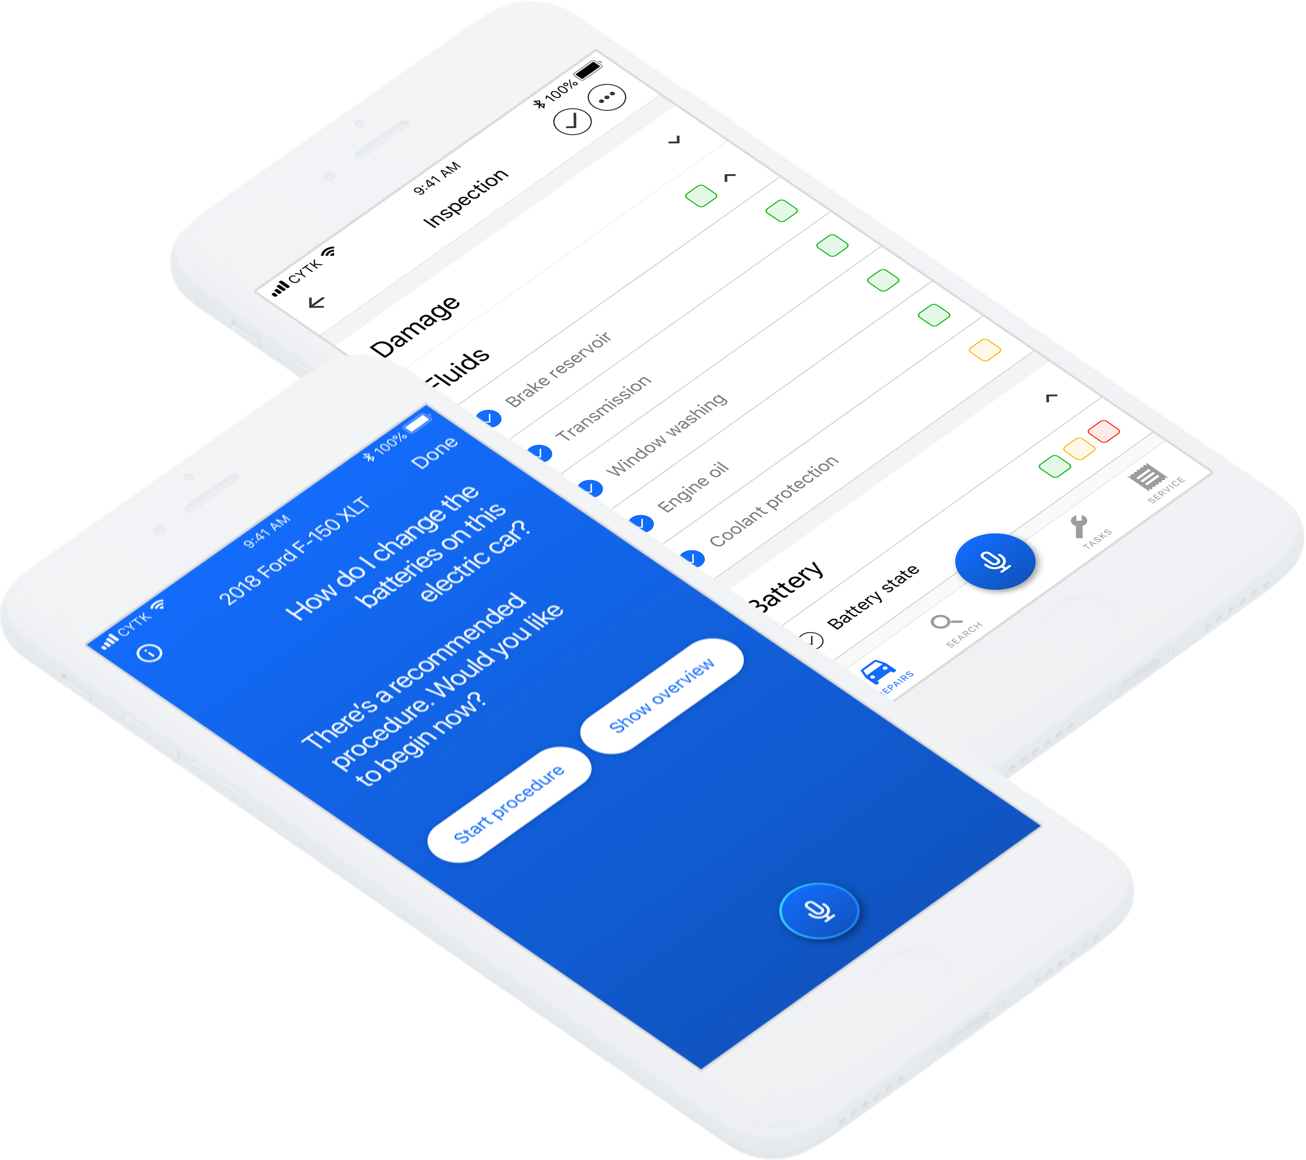 CYTK
9:41 AM
100%
Inspection
Damage
Fluids
Brake reservoir
Transmission
Window washing
Engine oil
Coolant protection
Battery
Battery state
REPAIRS
SEARCH
TASKS
SERVICE
CYTK
9:41 AM
100%
2018 Ford F-150 XLT
Done
How do I change the
batteries on this
electric car?
There's a recommended
procedure. Would you like
to begin now?
Start procedure
Show overview